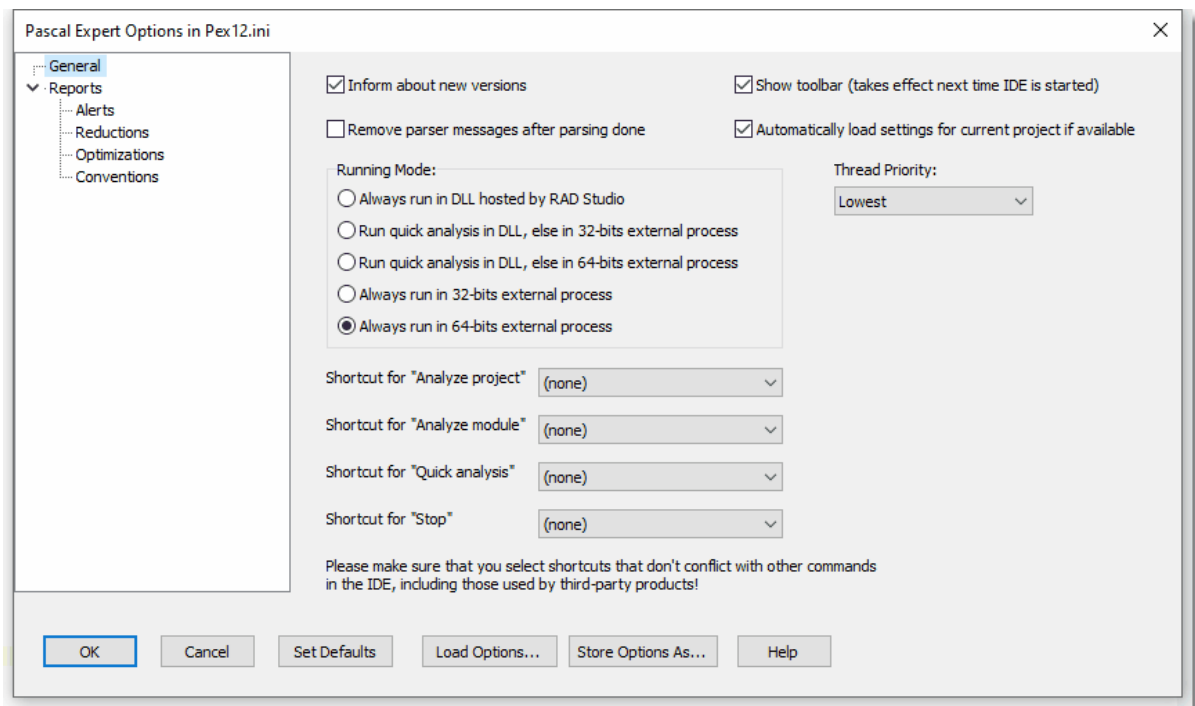 Pascal Expert Options in Pex12.ini
General
Reports
Alerts
Reductions
Optimizations
Conventions
Inform about new versions
Show toolbar (takes effect next time IDE is started)
Remove parser messages after parsing done
Automatically load settings for current project if available
Running Mode:
Always run in DLL hosted by RAD Studio
Run quick analysis in DLL, else in 32-bits external process
Run quick analysis in DLL, else in 64-bits external process
Always run in 32-bits external process
Always run in 64-bits external process
Thread Priority:
Lowest
Shortcut for "Analyze project"
(none)
Shortcut for "Analyze module"
(none)
Shortcut for "Quick analysis"
(none)
Shortcut for "Stop"
(none)
Please make sure that you select shortcuts that don't conflict with other commands
in the IDE, including those used by third-party products!
OK
Cancel
Set Defaults
Load Options...
Store Options As...
Help